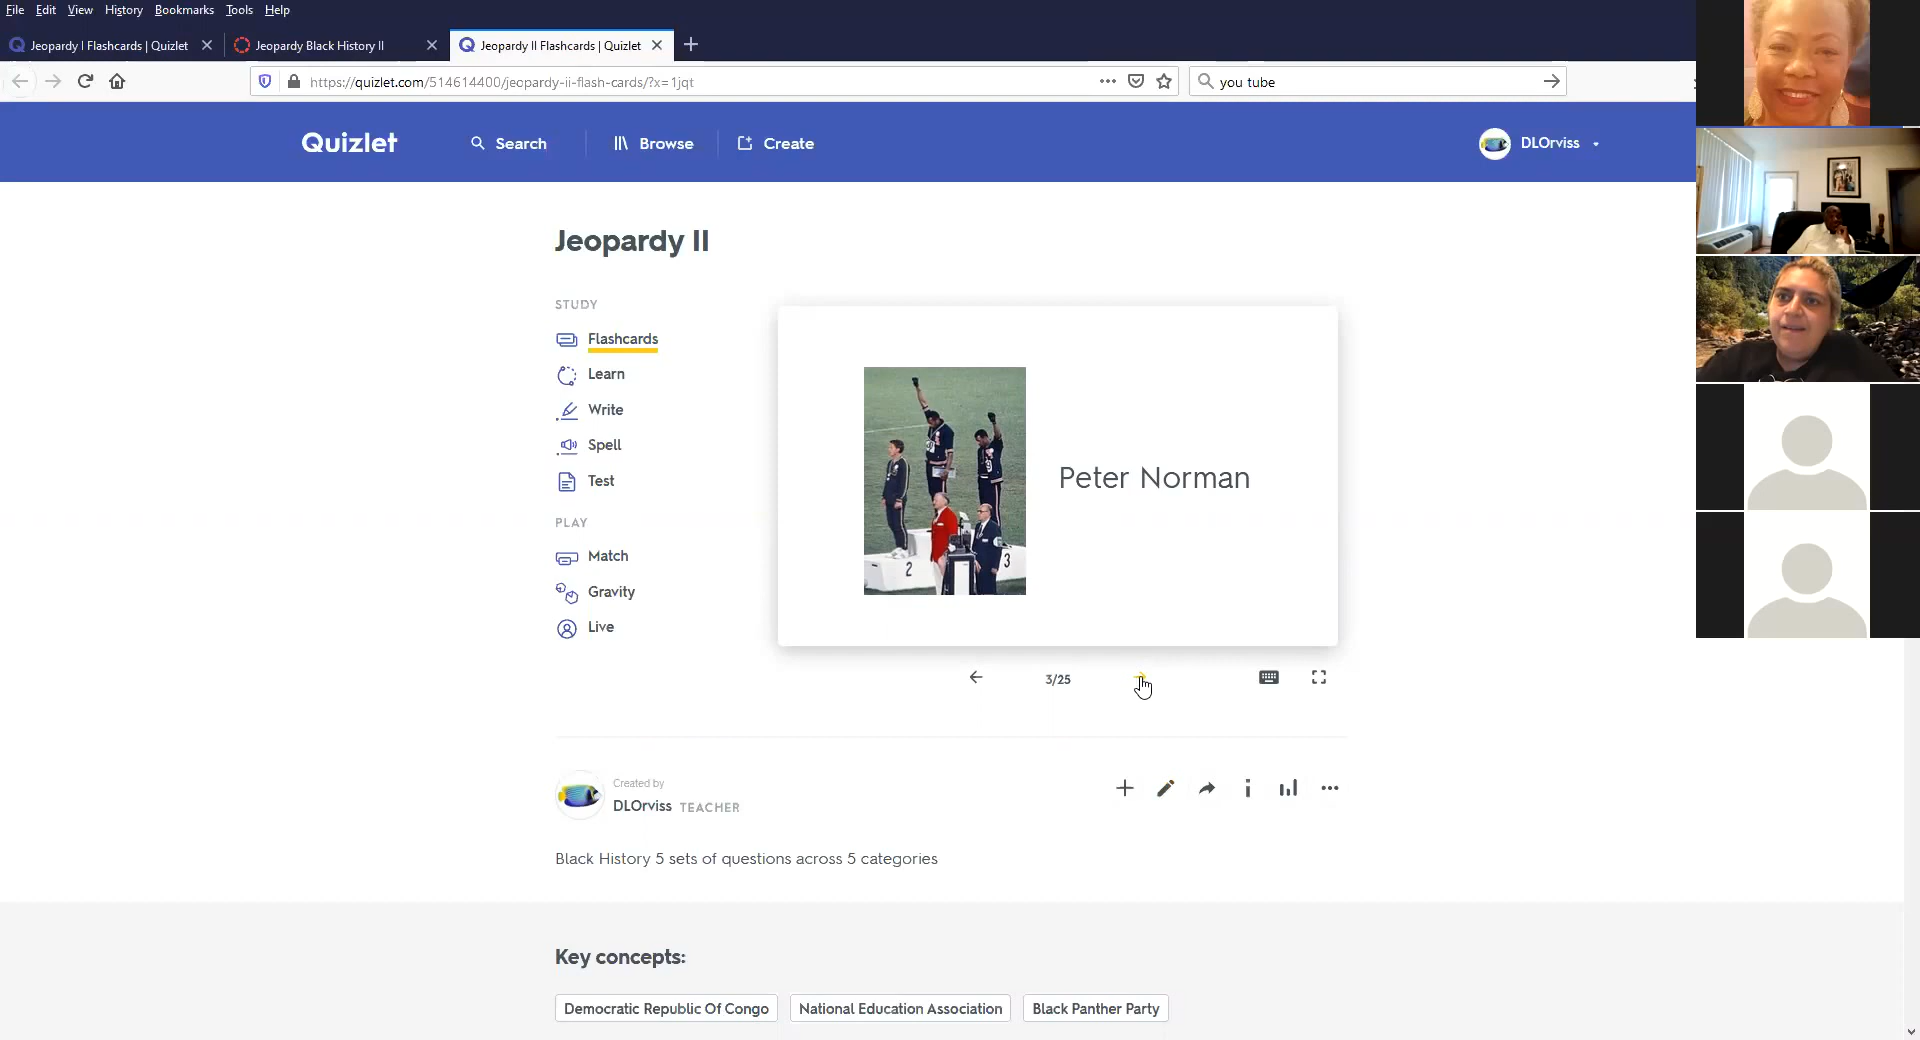 File Edit View History Bookmarks Tools Help
Jeopardy I Flashcards | Quizlet
Jeopardy Black History II
Jeopardy II Flashcards | Quizlet
https://quizlet.com/514614400/jeopardy-ii-flash-cards/?x=1jqt
you tube
Quizlet
Search
Browse
Create
DLOrviss
Jeopardy II
STUDY
Flashcards
Learn
Write
Spell
Test
PLAY
Match
Gravity
Live
2
3
Peter Norman
3/25
Created by
DLOrviss TEACHER
Black History 5 sets of questions across 5 categories
Key concepts:
Democratic Republic Of Congo
National Education Association
Black Panther Party